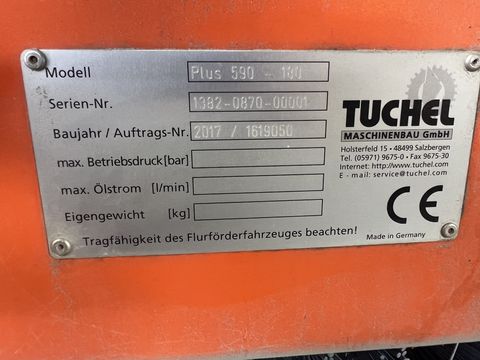 Modell Plus 590 - 180
Serien-Nr. 1382-0870-00001
Baujahr / Auftrags-Nr. 2017 / 1619050
max. Betriebsdruck [bar]
max. Ölstrom [l/min]
Eigengewicht [kg]
Tragfähigkeit des Flurförderfahrzeuges beachten!
TUCHEL
MASCHINENBAU GmbH
Holsterfeld 15 • 48499 Salzbergen
Tel. (05971) 9675-0 • Fax 9675-30
Internet: http://www.tuchel.com
E - mail: service@tuchel.com
CE
Made in Germany